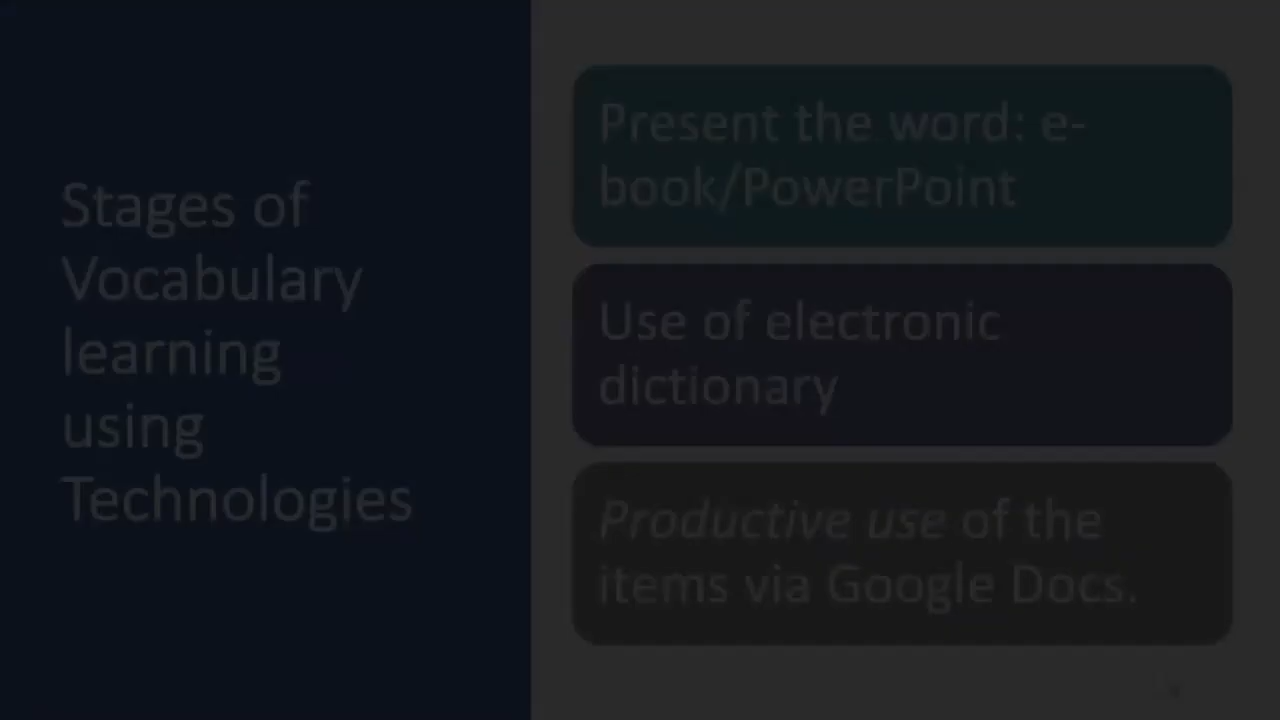 Stages of
Vocabulary
learning
using
Technologies
Present the word: e-
book/PowerPoint
Use of electronic
dictionary
Productive use of the
items via Google Docs.